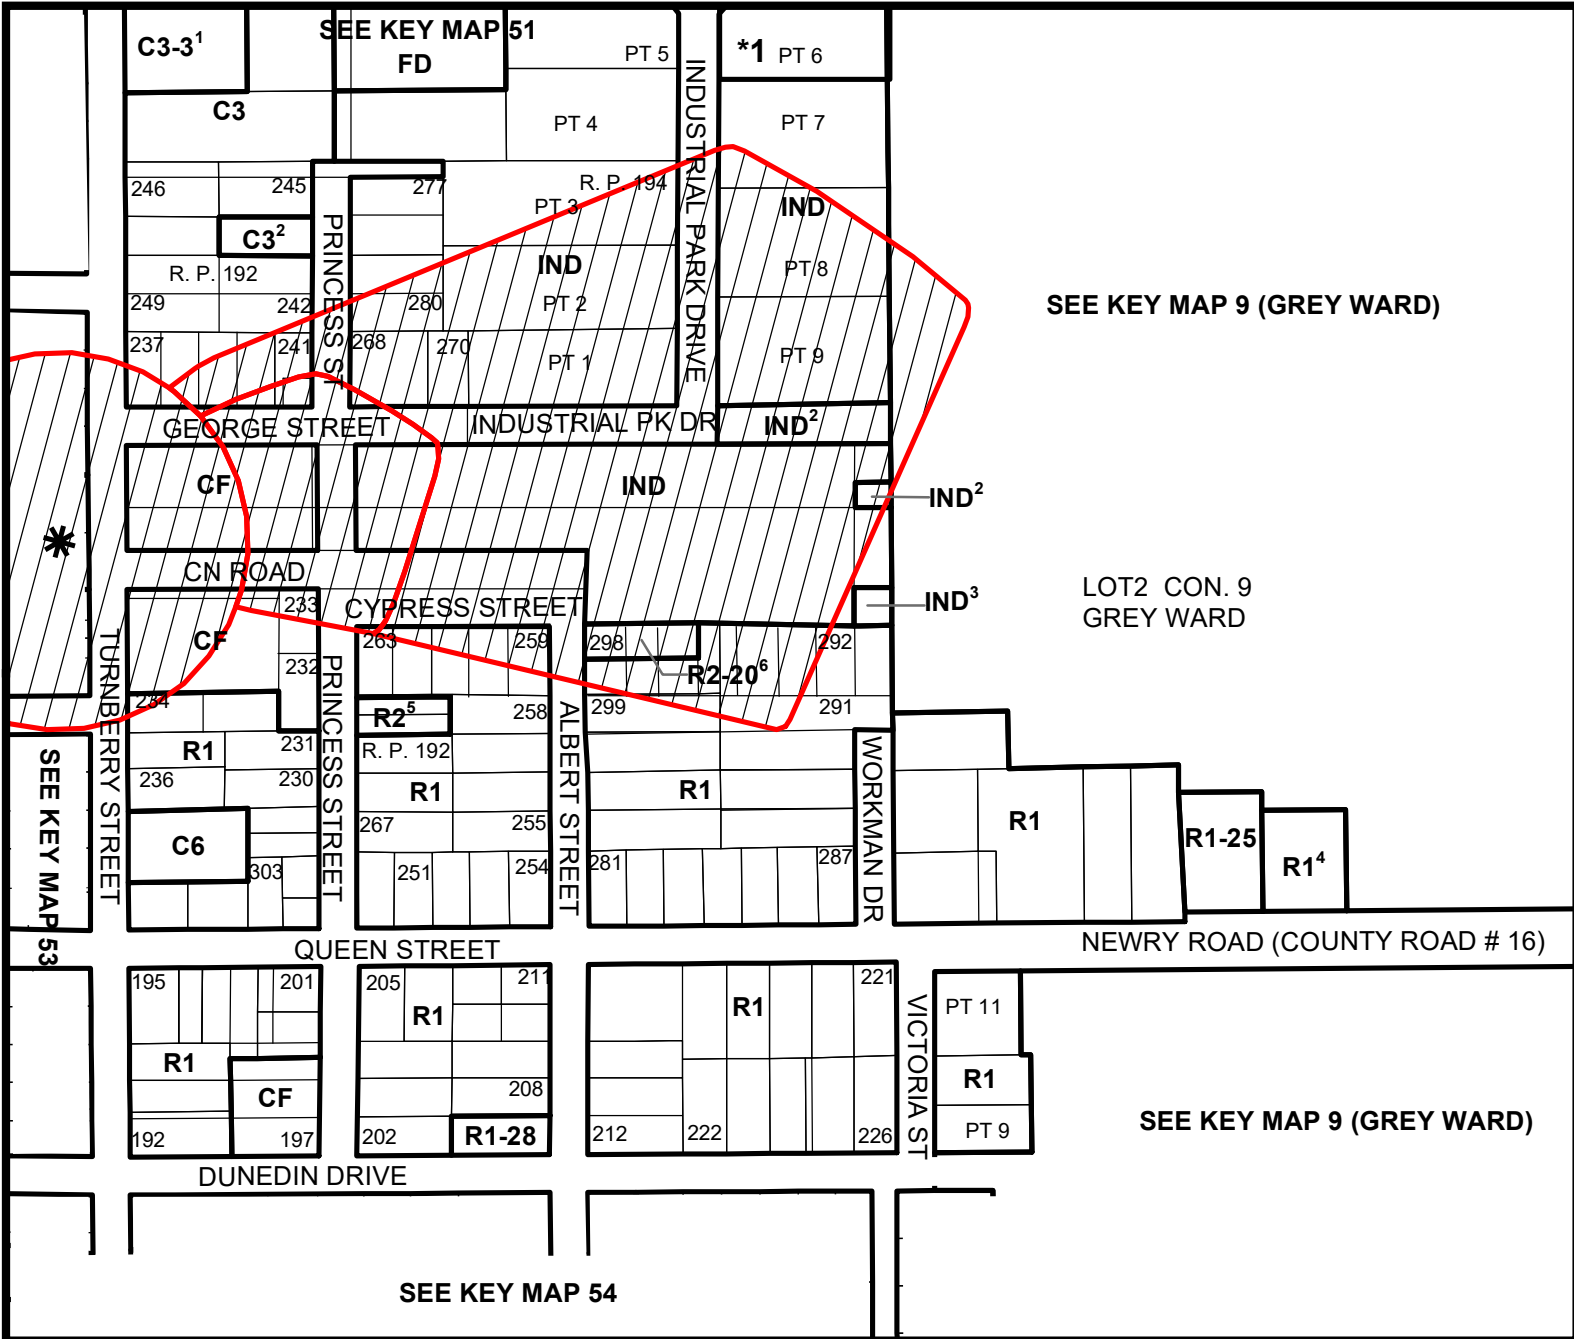 SEE KEY MAP 51
C3-3¹
FD
PT 5
*1 PT 6
C3
PT 4
PT 7
INDUSTRIAL PARK DRIVE
246
245
277
R. P. 194
PT 3
IND
C3²
PRINCESS ST
IND
PT 8
R. P. 192
249
242
280
PT 2
SEE KEY MAP 9 (GREY WARD)
237
241
268
270
PT 1
PT 9
GEORGE STREET
INDUSTRIAL PK DR
IND²
CF
IND
IND²
CN ROAD
233
CYPRESS STREET
IND³
LOT2 CON. 9
GREY WARD
CF
232
263
259
298
292
R2-20⁶
TURNBERRY STREET
PRINCESS STREET
234
R2⁵
258
299
291
ALBERT STREET
R1
231
R. P. 192
WORKMAN DR
236
230
R1
R1
SEE KEY MAP 53
C6
267
255
R1
R1-25
303
251
254
281
287
R1⁴
QUEEN STREET
NEWRY ROAD (COUNTY ROAD # 16)
195
201
205
211
221
R1
R1
PT 11
VICTORIA ST
R1
R1
CF
208
192
197
202
R1-28
212
222
226
PT 9
SEE KEY MAP 9 (GREY WARD)
DUNEDIN DRIVE
SEE KEY MAP 54